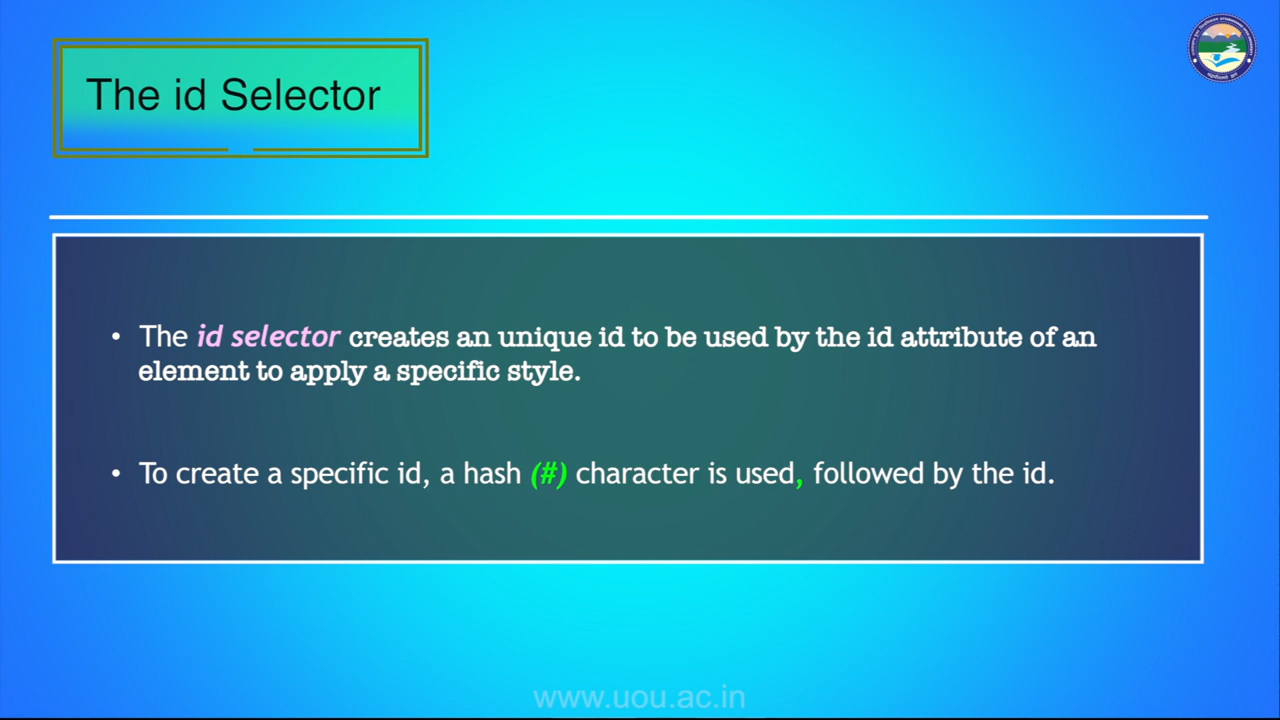 The id Selector
• The id selector creates an unique id to be used by the id attribute of an
element to apply a specific style.
• To create a specific id, a hash (#) character is used, followed by the id.
www.uou.ac.in